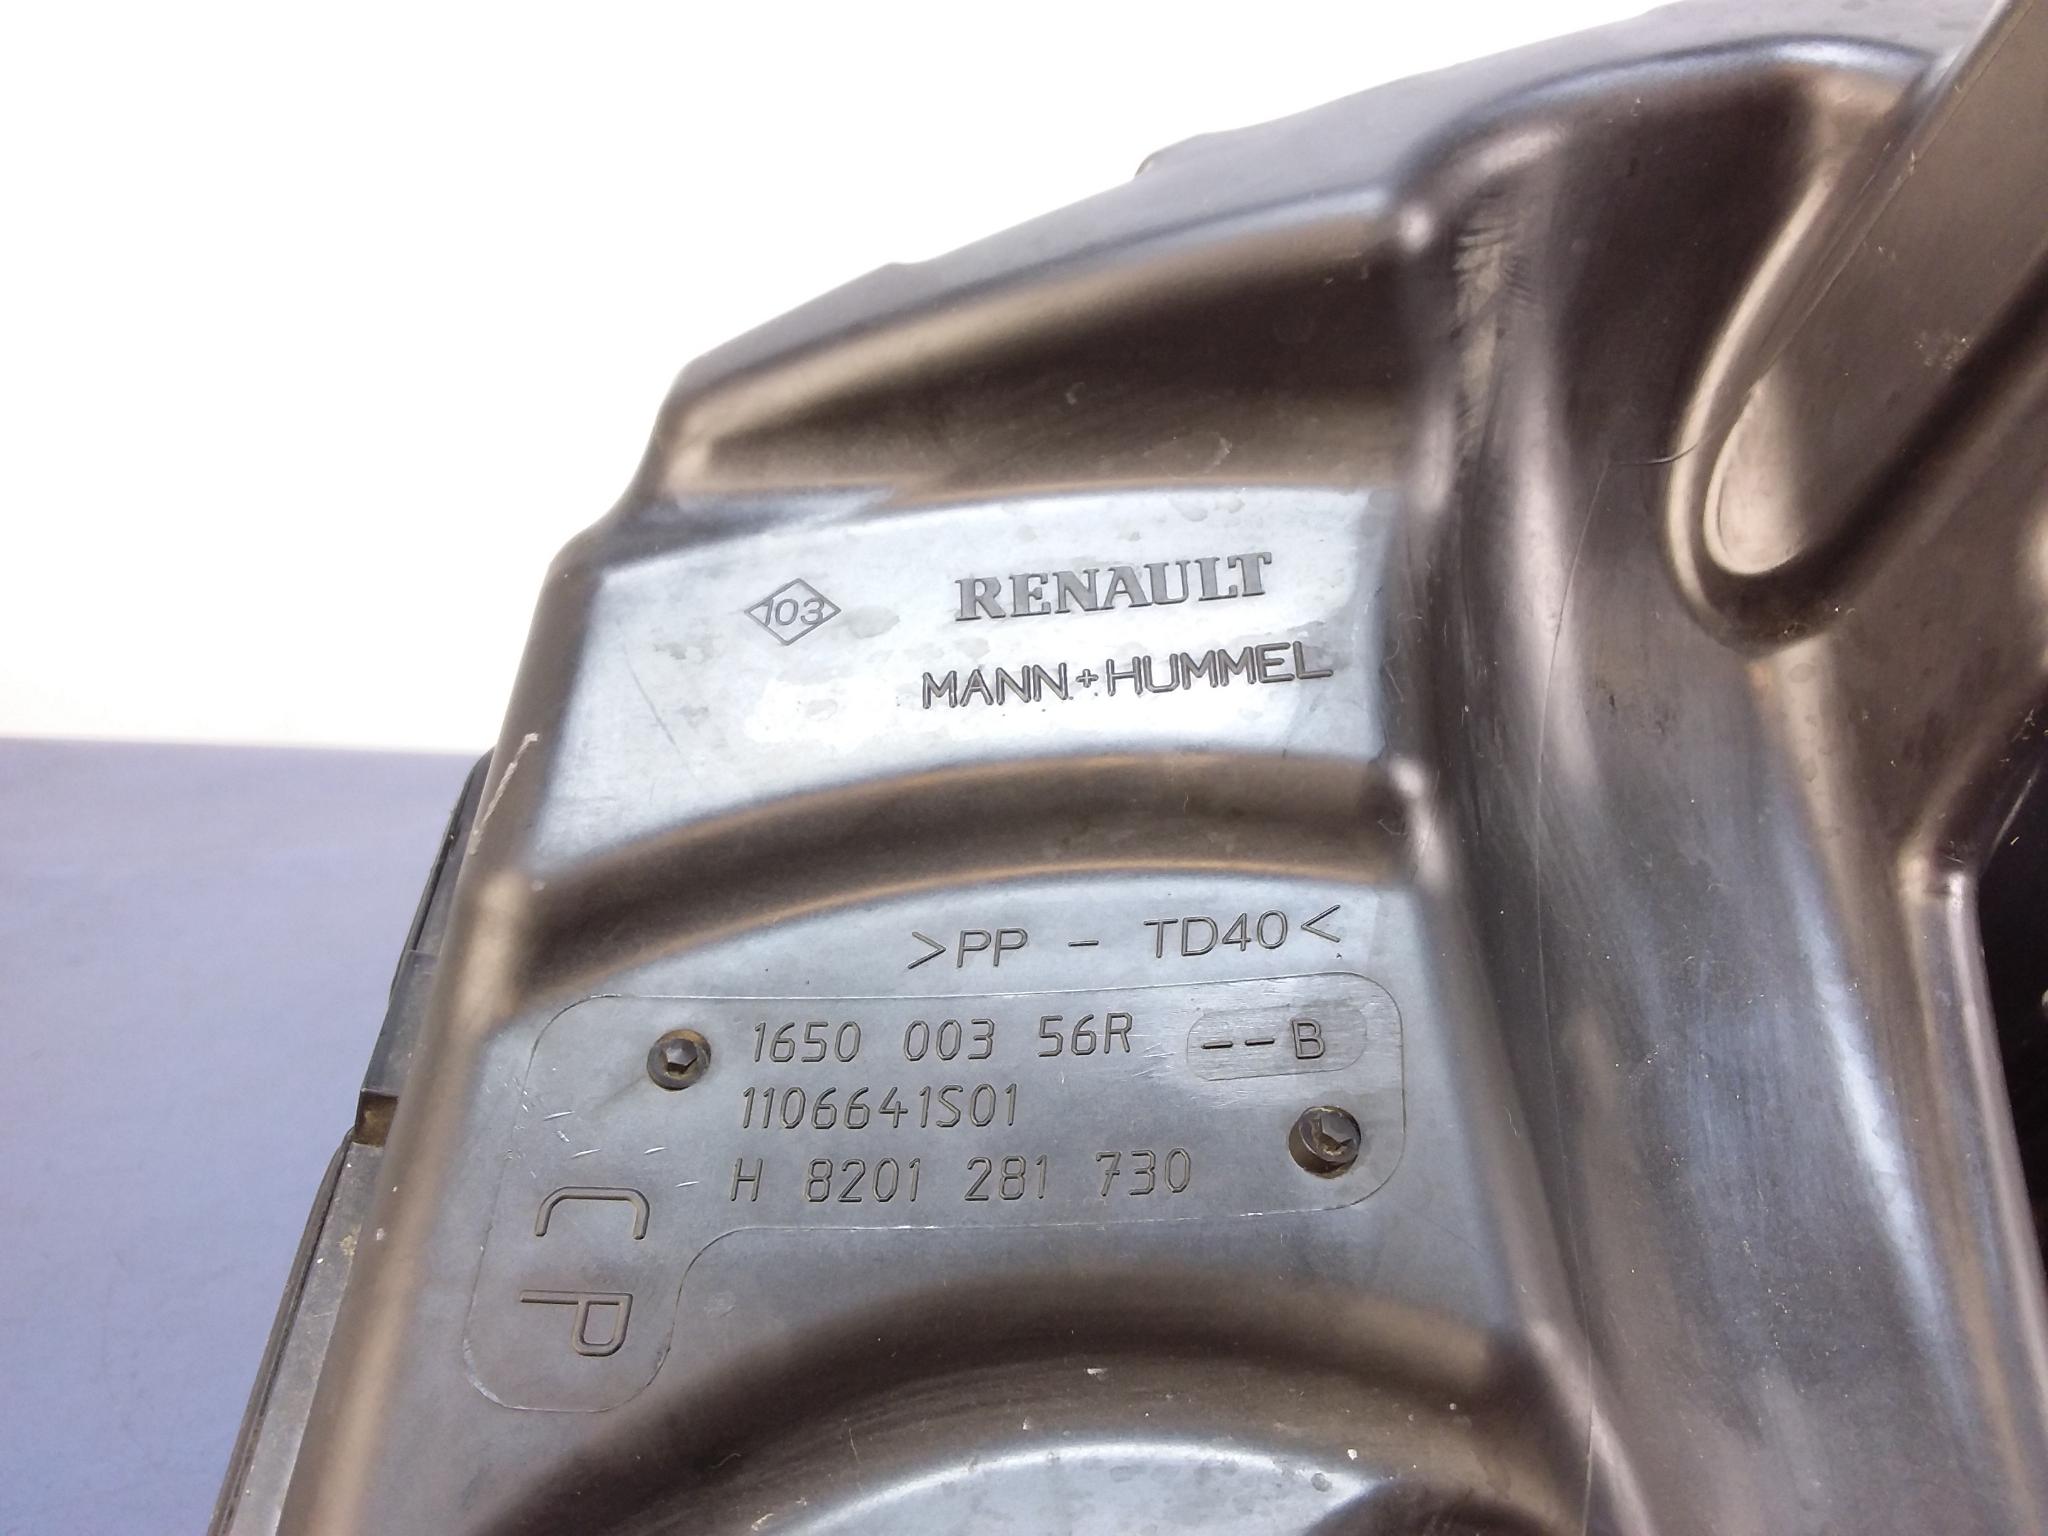 103
RENAULT
MANN+HUMMEL
>PP - TD40<
1650 003 56R --B
1106641S01
H 8201 281 730
CP